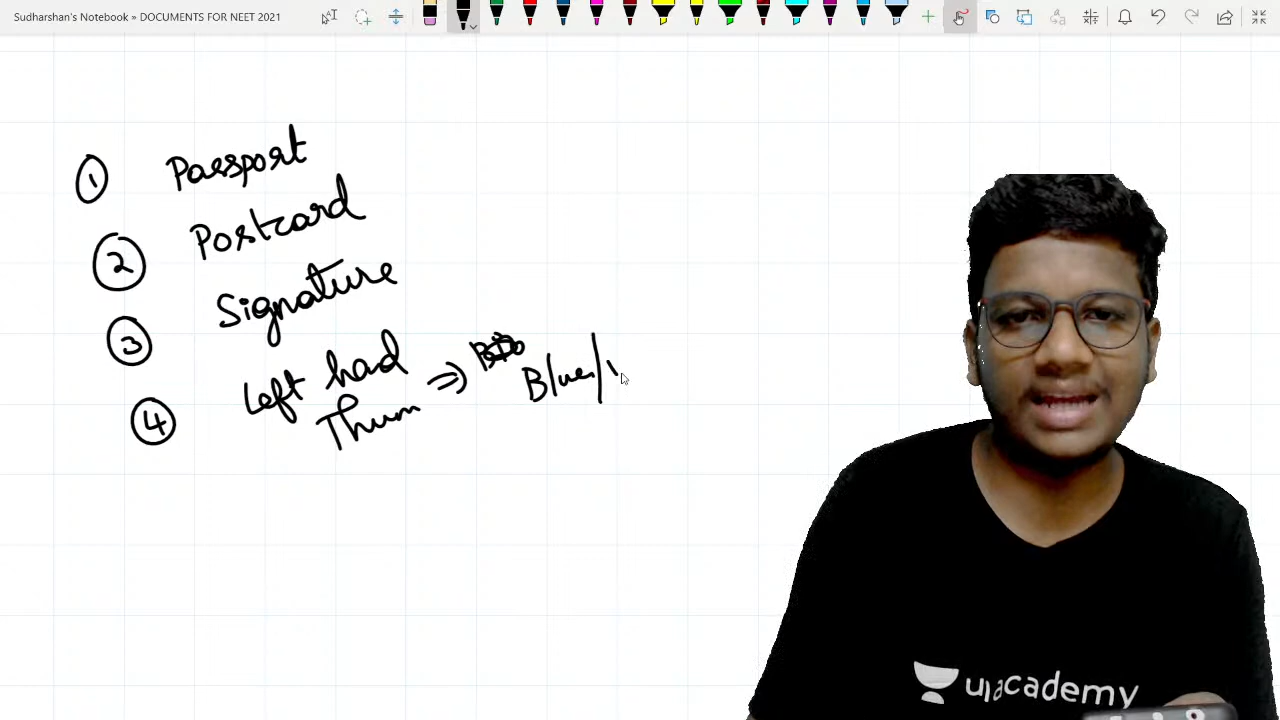 Sudharshan's Notebook » DOCUMENTS FOR NEET 2021
① Passport
② Postcard
③ Signature
④ Left had
Thum ⇒ Blue/
unacademy